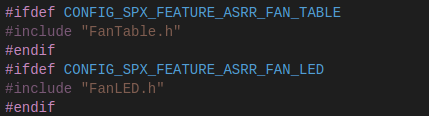 #ifdef CONFIG_SPX_FEATURE_ASRR_FAN_TABLE
#include "FanTable.h"
#endif
#ifdef CONFIG_SPX_FEATURE_ASRR_FAN_LED
#include "FanLED.h"
#endif